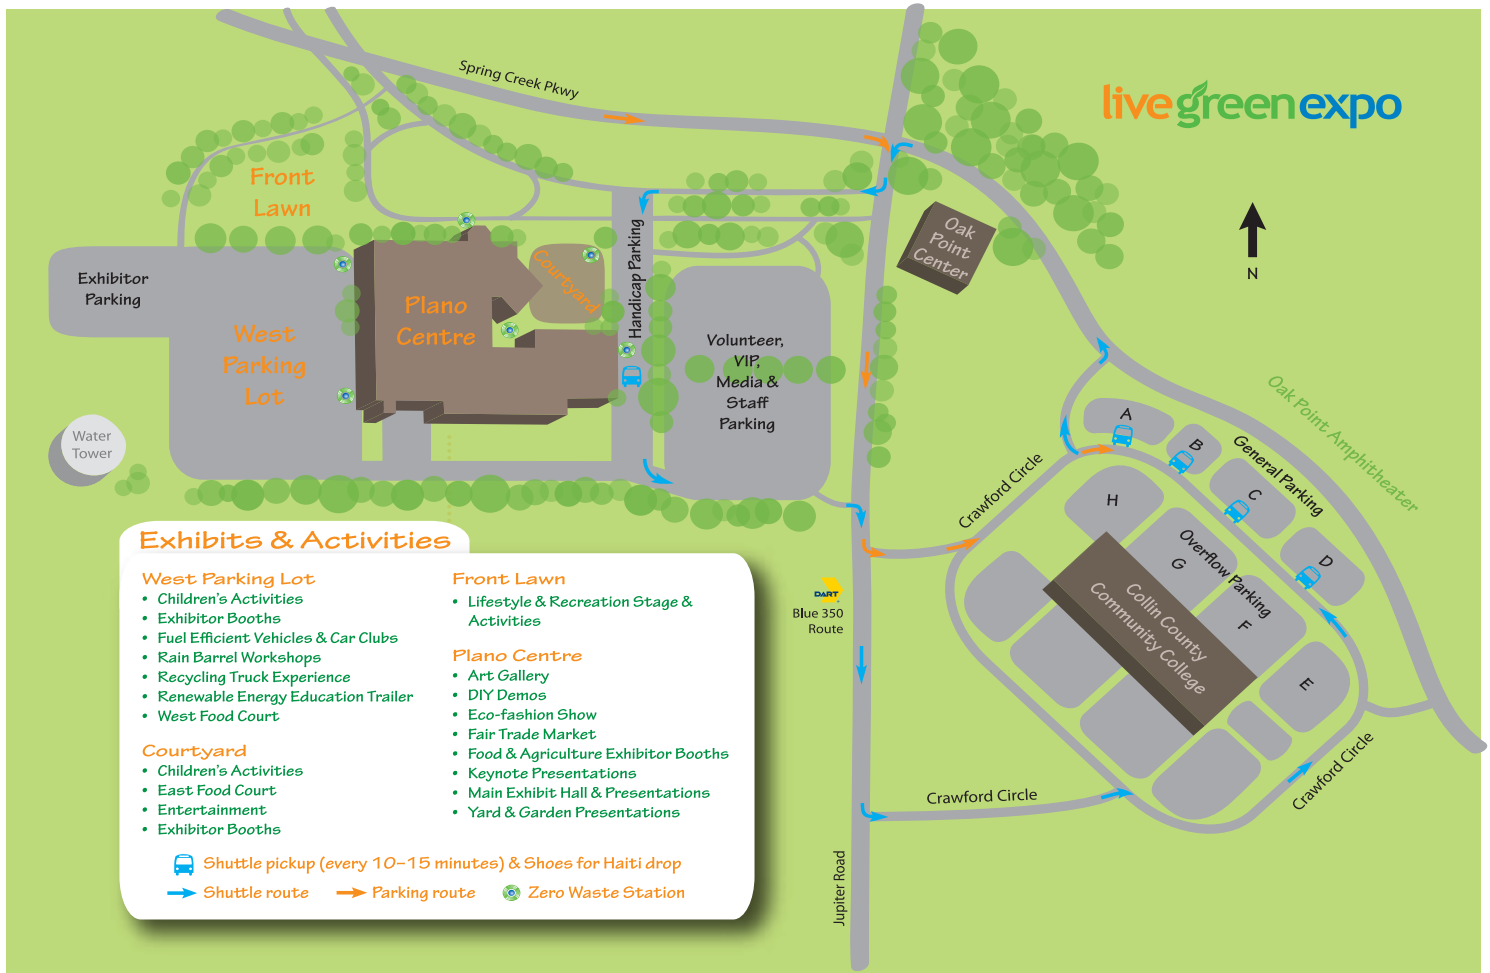 Spring Creek Pkwy
livegreenexpo
Front
Lawn
Oak
Point
Center
N
Exhibitor
Parking
Courtyard
Handicap Parking
Plano
Centre
West
Parking
Lot
Volunteer,
VIP,
Media &
Staff
Parking
Water
Tower
Oak Point Amphitheater
A
B
General Parking
C
D
Crawford Circle
H
Overflow Parking
G
F
E
Collin County
Community College
DART
Blue 350
Route
Crawford Circle
Crawford Circle
Jupiter Road
Exhibits & Activities
West Parking Lot
• Children's Activities
• Exhibitor Booths
• Fuel Efficient Vehicles & Car Clubs
• Rain Barrel Workshops
• Recycling Truck Experience
• Renewable Energy Education Trailer
• West Food Court
Courtyard
• Children's Activities
• East Food Court
• Entertainment
• Exhibitor Booths
Front Lawn
• Lifestyle & Recreation Stage &
Activities
Plano Centre
• Art Gallery
• DIY Demos
• Eco-fashion Show
• Fair Trade Market
• Food & Agriculture Exhibitor Booths
• Keynote Presentations
• Main Exhibit Hall & Presentations
• Yard & Garden Presentations
Shuttle pickup (every 10–15 minutes) & Shoes for Haiti drop
Shuttle route
Parking route
Zero Waste Station